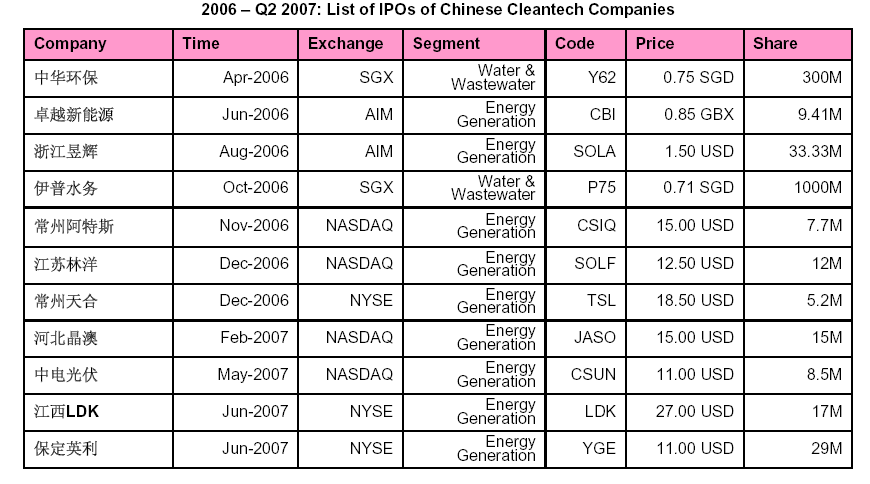 2006 – Q2 2007: List of IPOs of Chinese Cleantech Companies
Company Time Exchange Segment Code Price Share
中华环保 Apr-2006 SGX Water & Wastewater Y62 0.75 SGD 300M
卓越新能源 Jun-2006 AIM Energy Generation CBI 0.85 GBX 9.41M
浙江昱辉 Aug-2006 AIM Energy Generation SOLA 1.50 USD 33.33M
伊普水务 Oct-2006 SGX Water & Wastewater P75 0.71 SGD 1000M
常州阿特斯 Nov-2006 NASDAQ Energy Generation CSIQ 15.00 USD 7.7M
江苏林洋 Dec-2006 NASDAQ Energy Generation SOLF 12.50 USD 12M
常州天合 Dec-2006 NYSE Energy Generation TSL 18.50 USD 5.2M
河北晶澳 Feb-2007 NASDAQ Energy Generation JASO 15.00 USD 15M
中电光伏 May-2007 NASDAQ Energy Generation CSUN 11.00 USD 8.5M
江西LDK Jun-2007 NYSE Energy Generation LDK 27.00 USD 17M
保定英利 Jun-2007 NYSE Energy Generation YGE 11.00 USD 29M